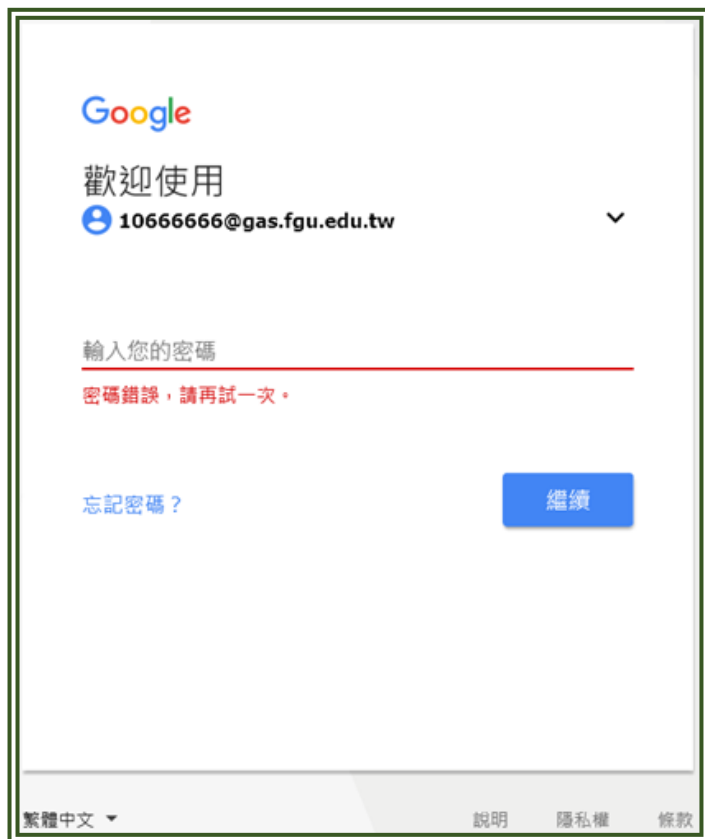 Google
歡迎使用
10666666@gas.fgu.edu.tw
輸入您的密碼
密碼錯誤，請再試一次。
忘記密碼？ 繼續
繁體中文 說明 隱私權 條款